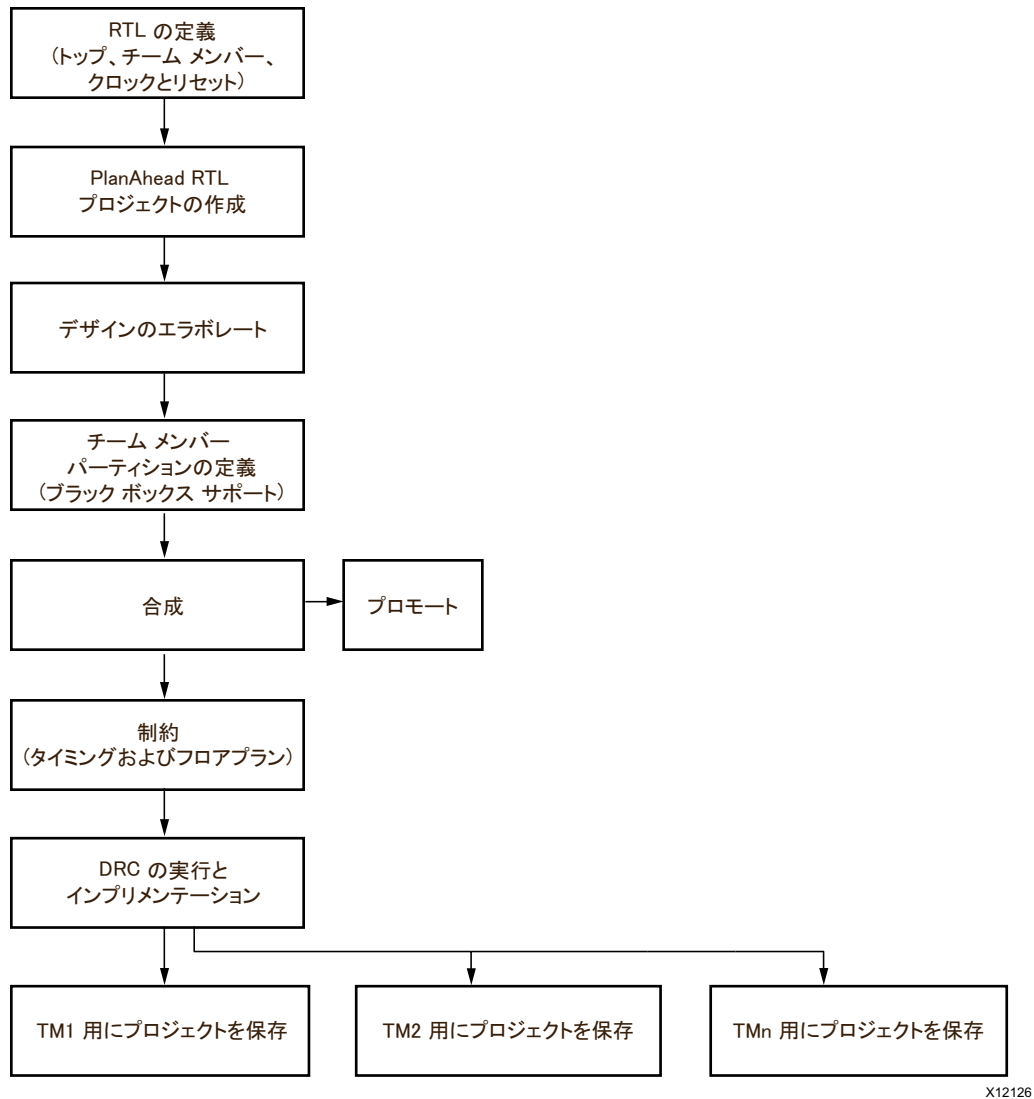 RTL の定義
(トップ、チーム メンバー、
クロックとリセット)
PlanAhead RTL
プロジェクトの作成
デザインのエラボレート
チーム メンバー
パーティションの定義
(ブラック ボックス サポート)
合成
プロモート
制約
(タイミングおよびフロアプラン)
DRC の実行と
インプリメンテーション
TM1 用にプロジェクトを保存
TM2 用にプロジェクトを保存
TMn 用にプロジェクトを保存
X12126